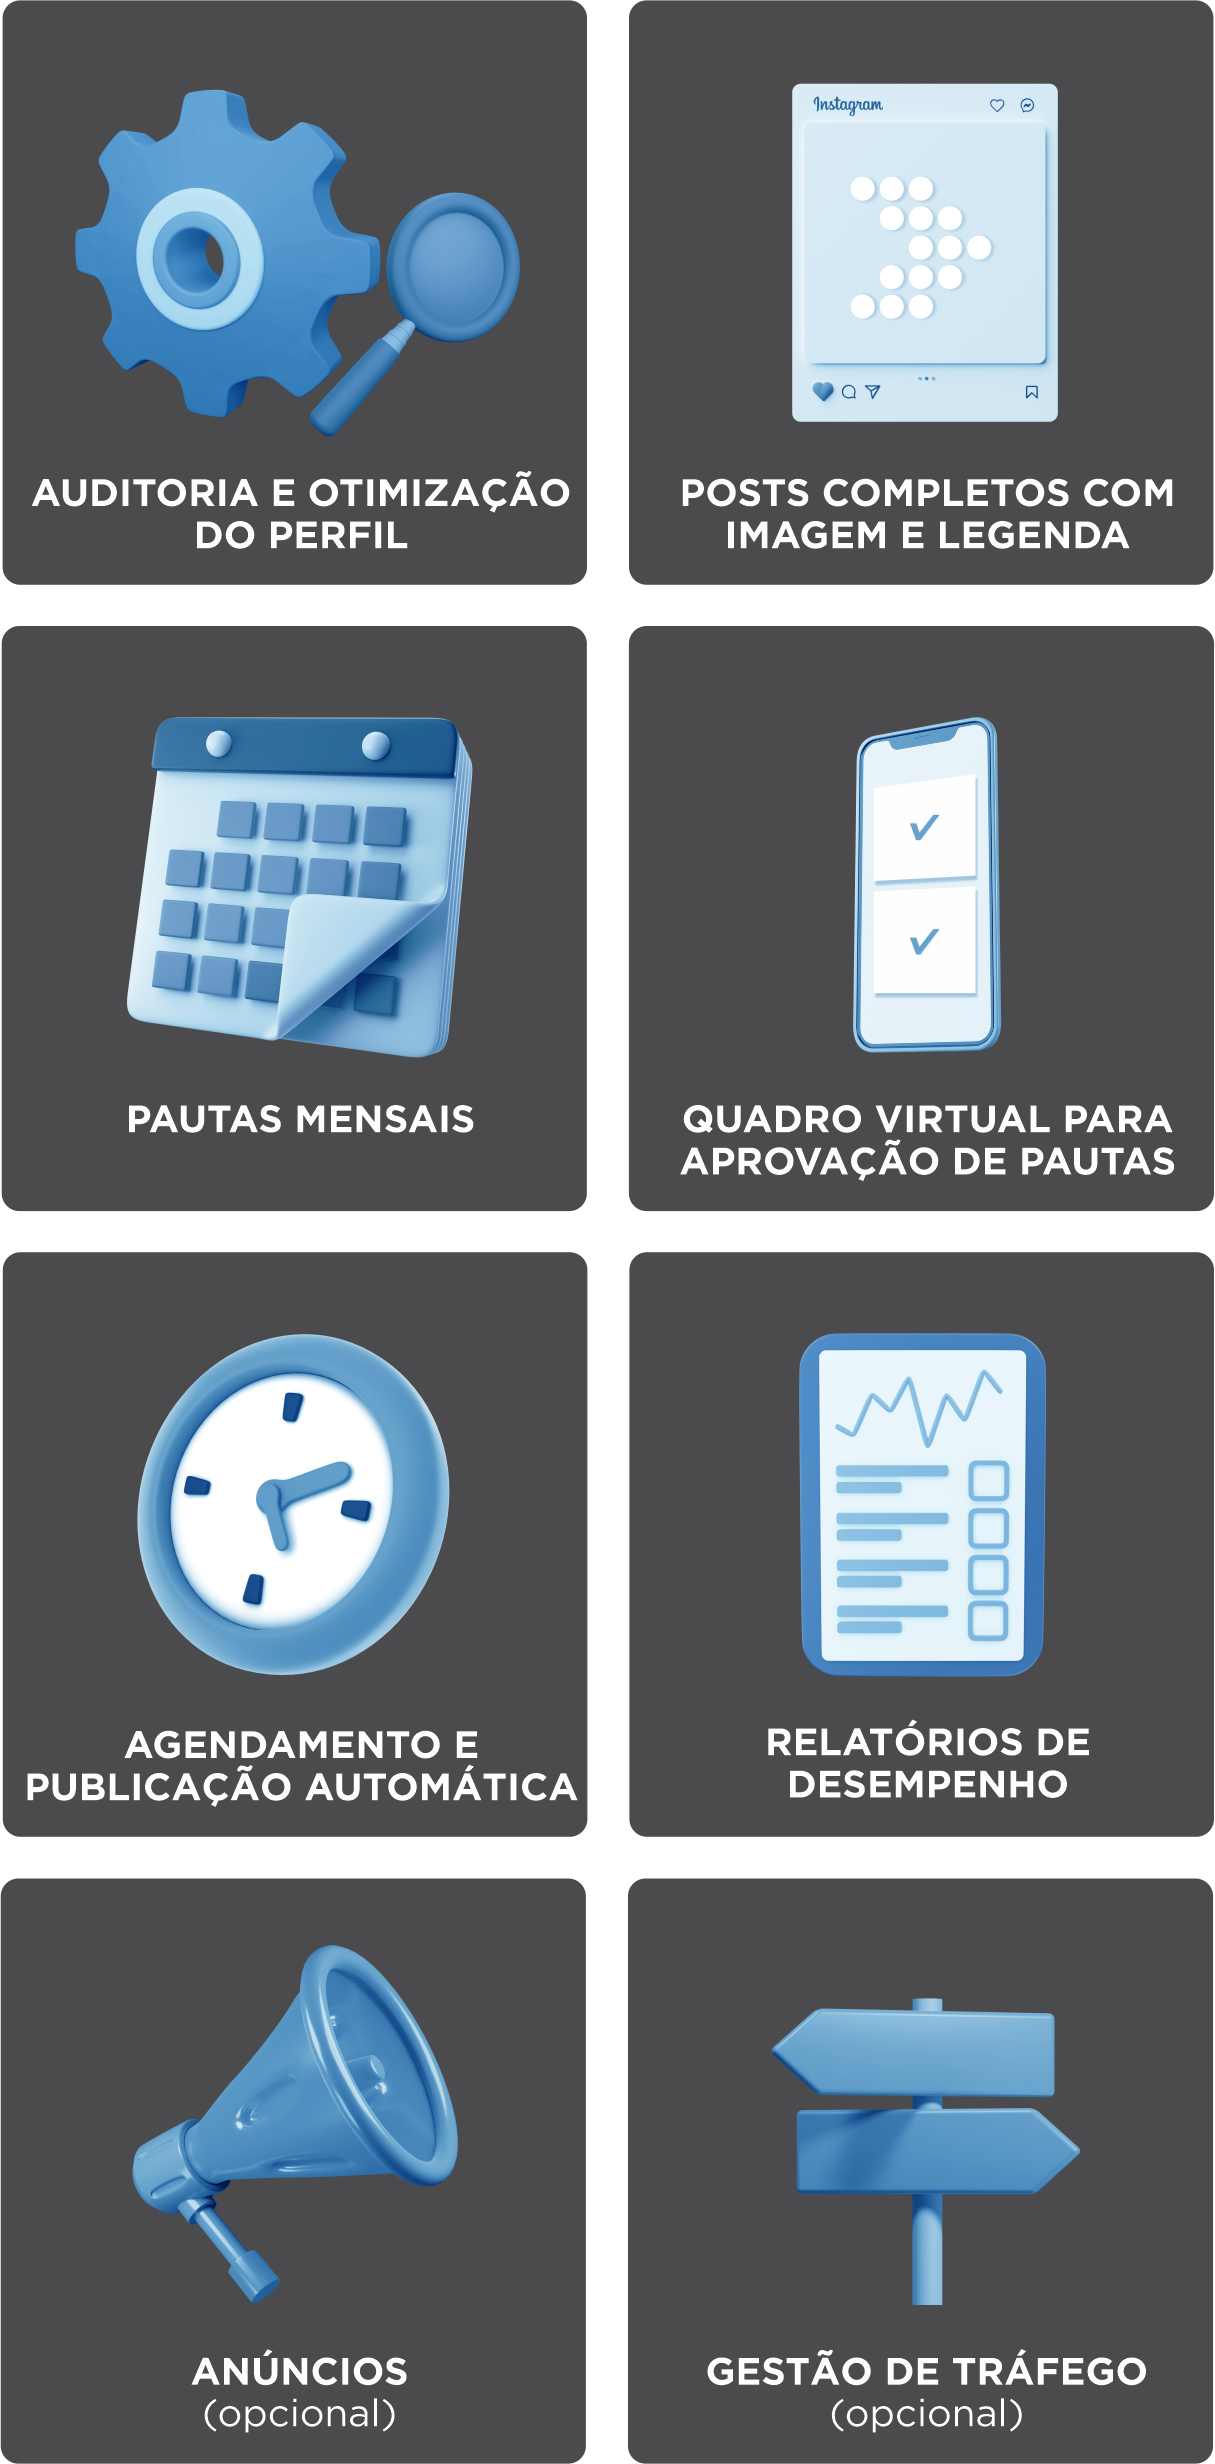 AUDITORIA E OTIMIZAÇÃO
DO PERFIL
Instagram
POSTS COMPLETOS COM
IMAGEM E LEGENDA
PAUTAS MENSAIS
QUADRO VIRTUAL PARA
APROVAÇÃO DE PAUTAS
AGENDAMENTO E
PUBLICAÇÃO AUTOMÁTICA
RELATÓRIOS DE
DESEMPENHO
ANÚNCIOS
(opcional)
GESTÃO DE TRÁFEGO
(opcional)